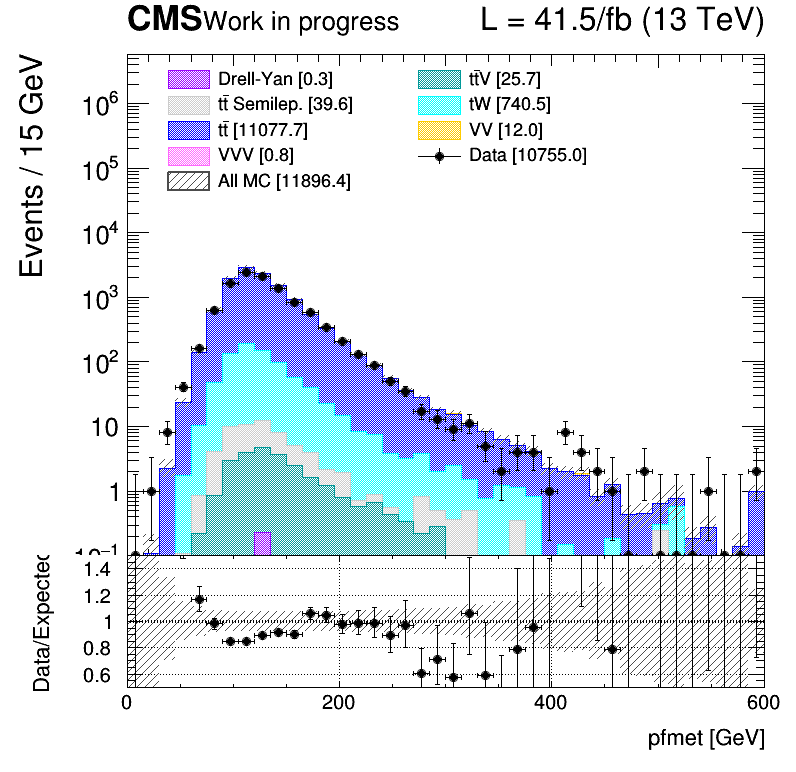 CMS Work in progress L = 41.5/fb (13 TeV)
Events / 15 GeV
Drell-Yan [0.3]
tt̄ Semilep. [39.6]
tt̄ [11077.7]
VVV [0.8]
All MC [11896.4]
tt̄V [25.7]
tW [740.5]
VV [12.0]
Data [10755.0]
10⁶
10⁵
10⁴
10³
10²
10
1
10⁻¹
Data/Expected
1.4
1.2
1
0.8
0.6
0 200 400 600
pfmet [GeV]